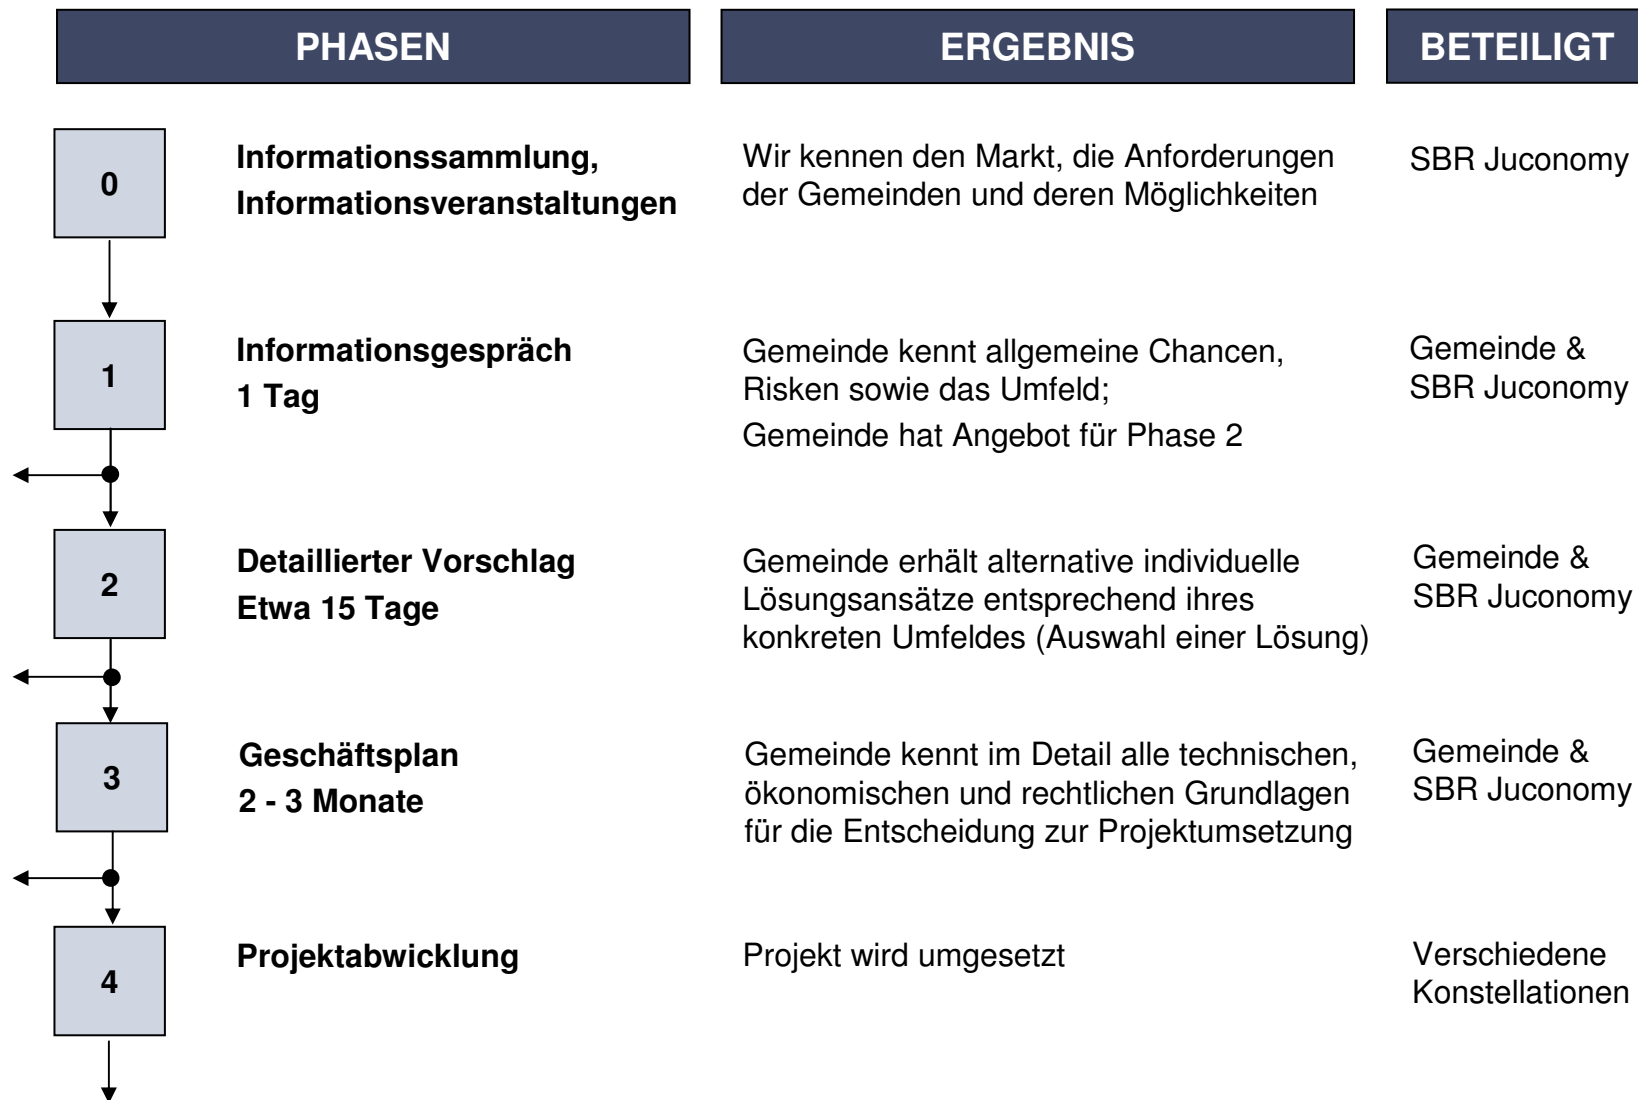 PHASEN
ERGEBNIS
BETEILIGT
0
Informationssammlung,
Informationsveranstaltungen
Wir kennen den Markt, die Anforderungen
der Gemeinden und deren Möglichkeiten
SBR Juconomy
1
Informationsgespräch
1 Tag
Gemeinde kennt allgemeine Chancen,
Risken sowie das Umfeld;
Gemeinde hat Angebot für Phase 2
Gemeinde &
SBR Juconomy
2
Detaillierter Vorschlag
Etwa 15 Tage
Gemeinde erhält alternative individuelle
Lösungsansätze entsprechend ihres
konkreten Umfeldes (Auswahl einer Lösung)
Gemeinde &
SBR Juconomy
3
Geschäftsplan
2 - 3 Monate
Gemeinde kennt im Detail alle technischen,
ökonomischen und rechtlichen Grundlagen
für die Entscheidung zur Projektumsetzung
Gemeinde &
SBR Juconomy
4
Projektabwicklung
Projekt wird umgesetzt
Verschiedene
Konstellationen